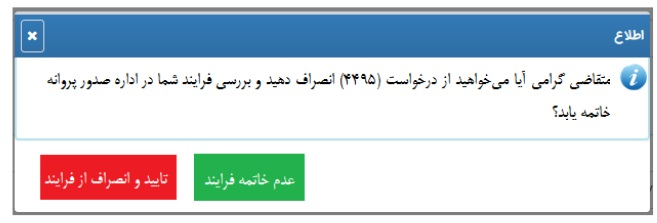 اطلاع
متقاضی گرامی آیا می‌خواهید از درخواست (۴۴۹۵) انصراف دهید و بررسی فرایند شما در اداره صدور پروانه
خاتمه یابد؟
عدم خاتمه فرایند
تایید و انصراف از فرایند